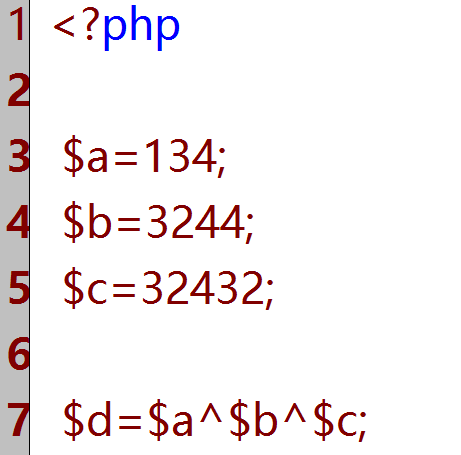 1 <?php
2
3 $a=134;
4 $b=3244;
5 $c=32432;
6
7 $d=$a^$b^$c;